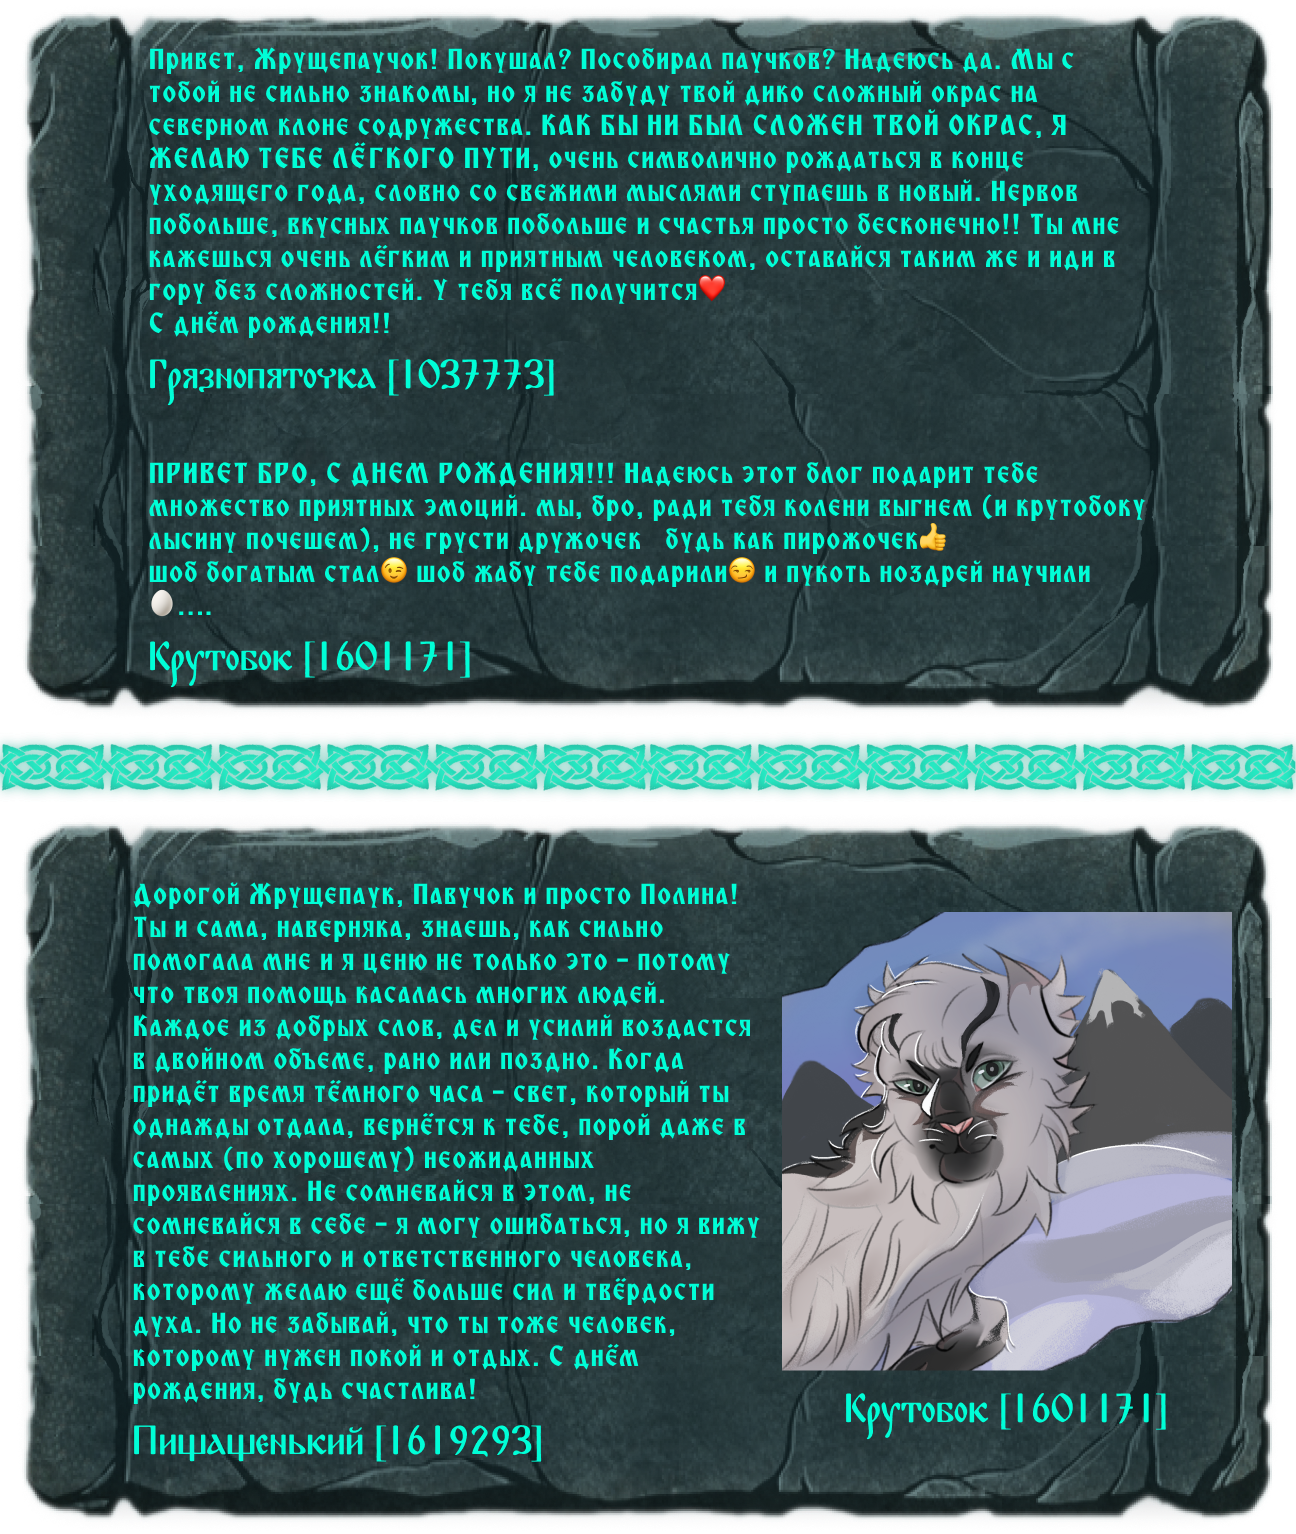 Привет, Жрущепаучок! Покушал? Пособирал паучков? Надеюсь да. Мы с
тобой не сильно знакомы, но я не забуду твой дико сложный окрас на
северном клоне содружества. КАК БЫ НИ БЫЛ СЛОЖЕН ТВОЙ ОКРАС, Я
ЖЕЛАЮ ТЕБЕ ЛЁГКОГО ПУТИ, очень символично рождаться в конце
уходящего года, словно со свежими мыслями ступаешь в новый. Нервов
побольше, вкусных паучков побольше и счастья просто бесконечно!! Ты мне
кажешься очень лёгким и приятным человеком, оставайся таким же и иди в
гору без сложностей. У тебя всё получится❤️
С днём рождения!!
Грязнопяточка [1037773]
ПРИВЕТ БРО, С ДНЕМ РОЖДЕНИЯ!!! Надеюсь этот блог подарит тебе
множество приятных эмоций. мы, бро, ради тебя колени выгнем (и крутобоку
лысину почешем), не грусти дружочек будь как пирожочек👍
шоб богатым стал😉 шоб жабу тебе подарили😏 и пукоть ноздрей научили
🥚....
Крутобок [1601171]
Дорогой Жрущепаук, Павучок и просто Полина!
Ты и сама, наверняка, знаешь, как сильно
помогала мне и я ценю не только это - потому
что твоя помощь касалась многих людей.
Каждое из добрых слов, дел и усилий воздастся
в двойном объеме, рано или поздно. Когда
придёт время тёмного часа - свет, который ты
однажды отдала, вернётся к тебе, порой даже в
самых (по хорошему) неожиданных
проявлениях. Не сомневайся в этом, не
сомневайся в себе - я могу ошибаться, но я вижу
в тебе сильного и ответственного человека,
которому желаю ещё больше сил и твёрдости
духа. Но не забывай, что ты тоже человек,
которому нужен покой и отдых. С днём
рождения, будь счастлива!
Пищащенький [1619293]
Крутобок [1601171]